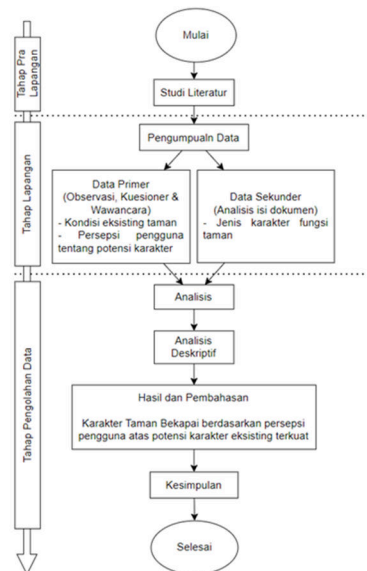 Mulai
Tahap Pra
Lapangan
Studi Literatur
Pengumpualn Data
Tahap Lapangan
Data Primer
(Observasi, Kuesioner &
Wawancara)
- Kondisi eksisting taman
- Persepsi pengguna
tentang potensi karakter
Data Sekunder
(Analisis isi dokumen)
- Jenis karakter fungsi
taman
Analisis
Analisis
Deskriptif
Tahap Pengolahan Data
Hasil dan Pembahasan
Karakter Taman Bekapai berdasarkan persepsi
pengguna atas potensi karakter eksisting terkuat
Kesimpulan
Selesai